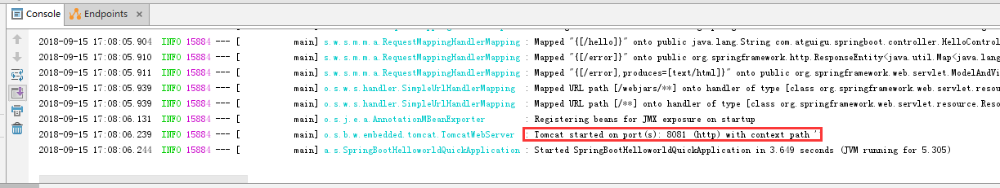 Console Endpoints
2018-09-15 17:08:05.904 INFO 15884 --- [ main] s.w.s.m.m.a.RequestMappingHandlerMapping : Mapped "{[/hello]}" onto public java.lang.String com.atguigu.springboot.controller.HelloControl
2018-09-15 17:08:05.910 INFO 15884 --- [ main] s.w.s.m.m.a.RequestMappingHandlerMapping : Mapped "{[/error]}" onto public org.springframework.http.ResponseEntity<java.util.Map<java.lang
2018-09-15 17:08:05.911 INFO 15884 --- [ main] s.w.s.m.m.a.RequestMappingHandlerMapping : Mapped "{[/error],produces=[text/html]}" onto public org.springframework.web.servlet.ModelAndVi
2018-09-15 17:08:05.939 INFO 15884 --- [ main] o.s.w.s.handler.SimpleUrlHandlerMapping : Mapped URL path [/webjars/**] onto handler of type [class org.springframework.web.servlet.resou
2018-09-15 17:08:05.939 INFO 15884 --- [ main] o.s.w.s.handler.SimpleUrlHandlerMapping : Mapped URL path [/**] onto handler of type [class org.springframework.web.servlet.resource.Reso
2018-09-15 17:08:06.131 INFO 15884 --- [ main] o.s.j.e.a.AnnotationMBeanExporter : Registering beans for JMX exposure on startup
2018-09-15 17:08:06.239 INFO 15884 --- [ main] o.s.b.w.embedded.tomcat.TomcatWebServer : Tomcat started on port(s): 8081 (http) with context path '
2018-09-15 17:08:06.244 INFO 15884 --- [ main] a.s.SpringBootHelloworldQuickApplication : Started SpringBootHelloworldQuickApplication in 3.649 seconds (JVM running for 5.305)